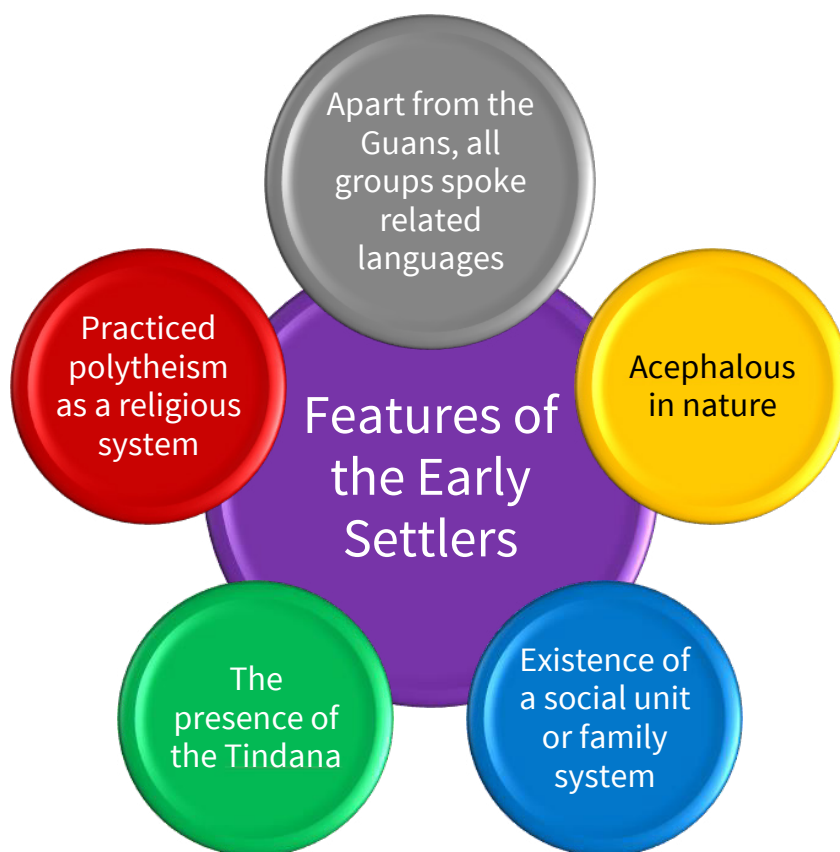 Apart from the
Guans, all
groups spoke
related
languages
Practiced
polytheism
as a religious
system
Acephalous
in nature
Features of
the Early
Settlers
The
presence of
the Tindana
Existence of
a social unit
or family
system